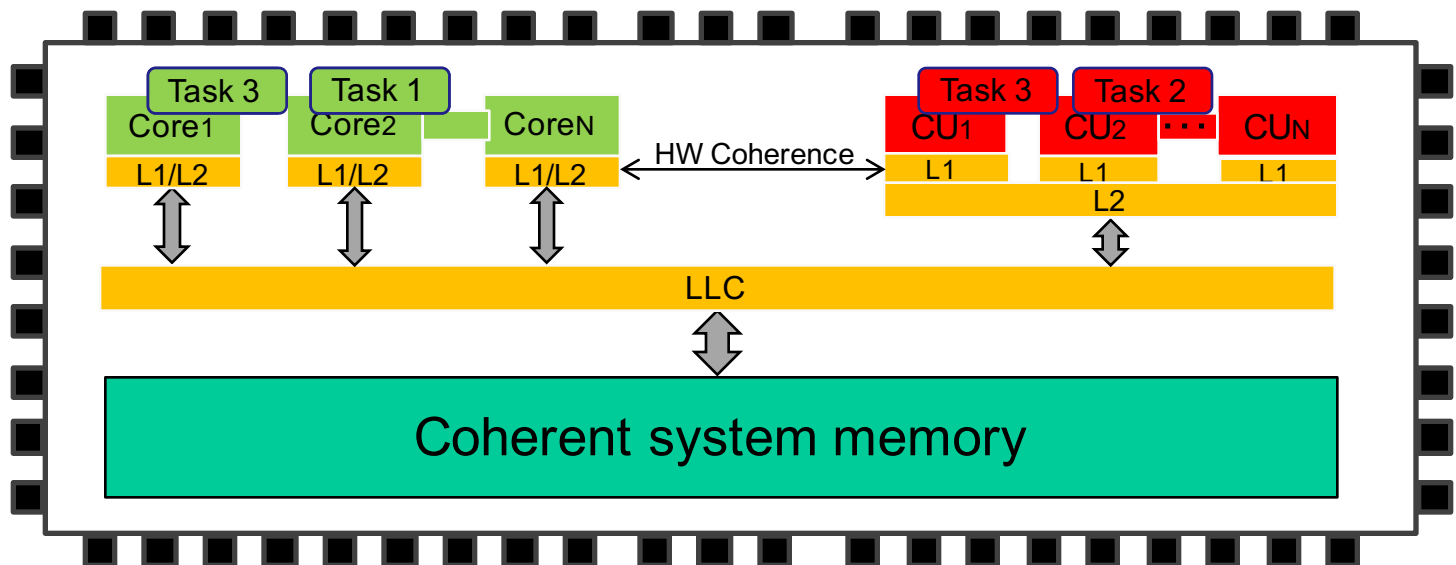 Task 3
Task 1
Task 3
Task 2
Core1
Core2
CoreN
CU1
CU2
...
CUN
HW Coherence
L1/L2
L1/L2
L1/L2
L1
L1
L1
L2
LLC
Coherent system memory